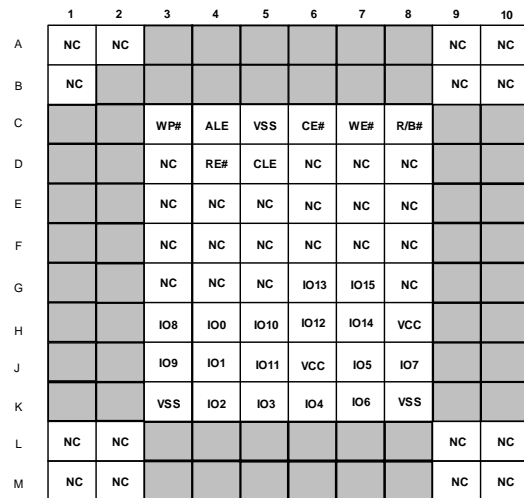 1 2 3 4 5 6 7 8 9 10
A NC NC NC NC
B NC NC NC
C WP# ALE VSS CE# WE# R/B#
D NC RE# CLE NC NC NC
E NC NC NC NC NC NC
F NC NC NC NC NC NC
G NC NC NC IO13 IO15 NC
H IO8 IO0 IO10 IO12 IO14 VCC
J IO9 IO1 IO11 VCC IO5 IO7
K VSS IO2 IO3 IO4 IO6 VSS
L NC NC NC NC
M NC NC NC NC